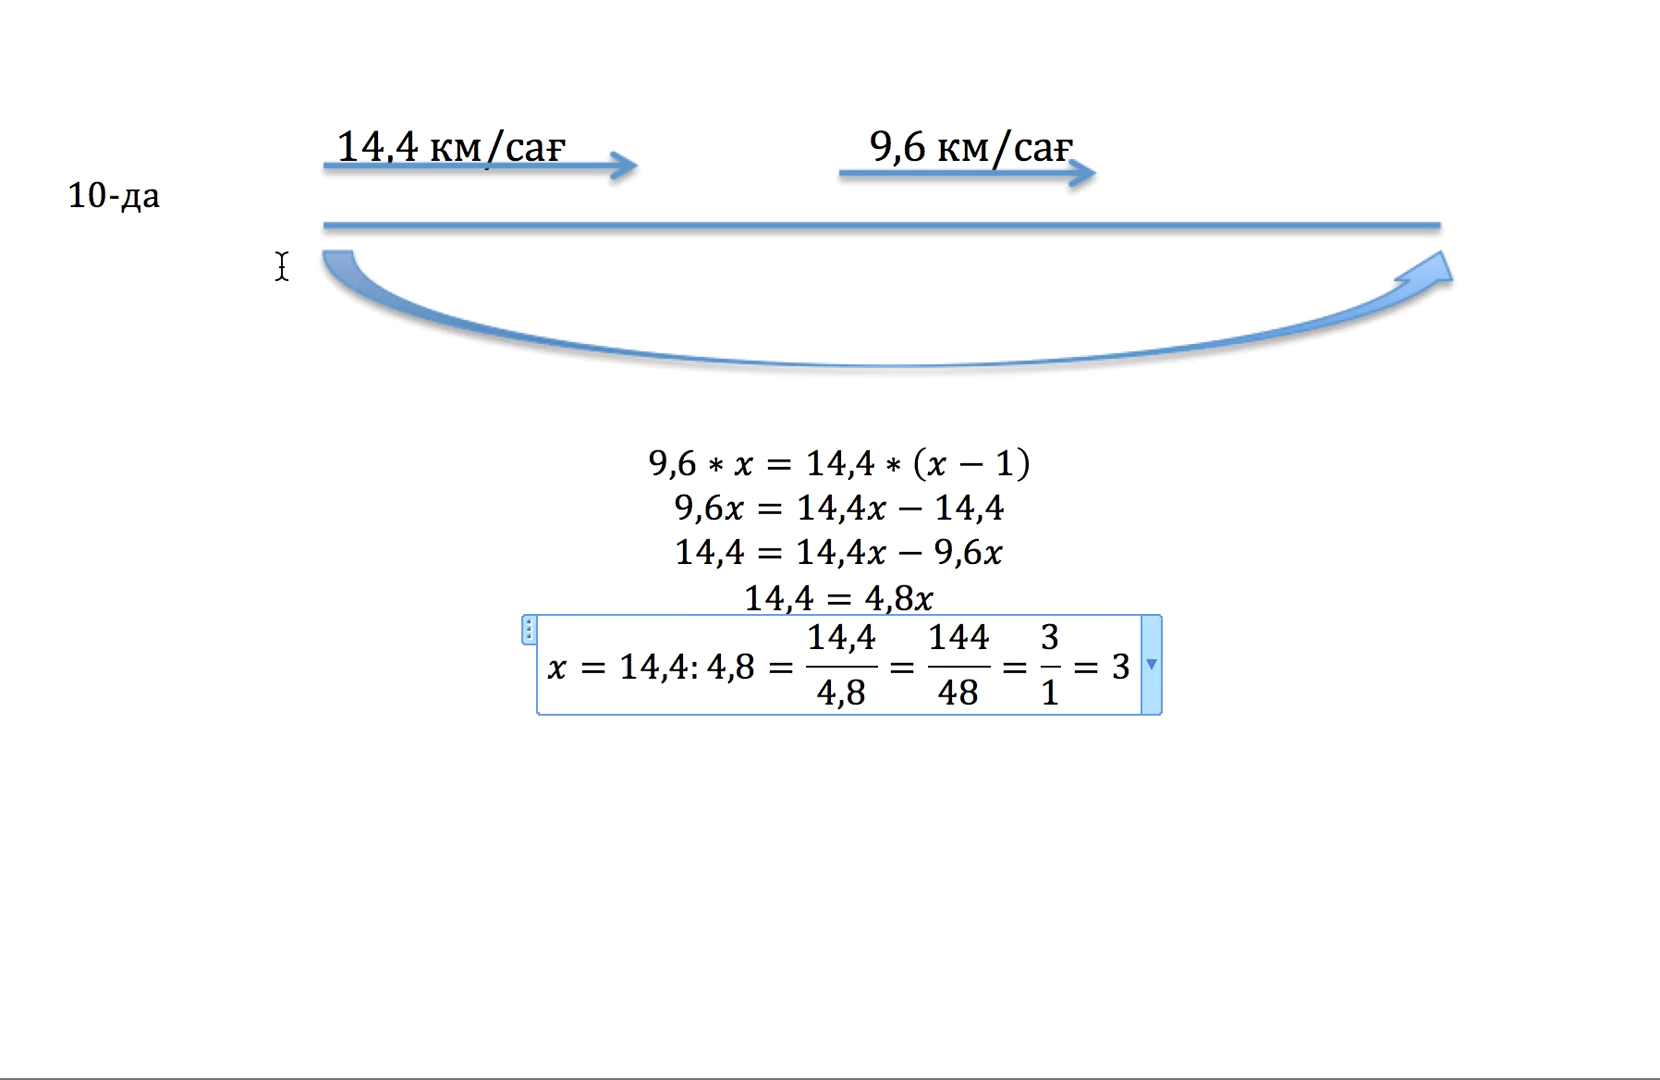 14,4 км/сағ
9,6 км/сағ
10-да
9,6 ∗ x = 14,4 ∗ (x − 1)
9,6x = 14,4x − 14,4
14,4 = 14,4x − 9,6x
14,4 = 4,8x
x = 14,4: 4,8 = 14,4/4,8 = 144/48 = 3/1 = 3